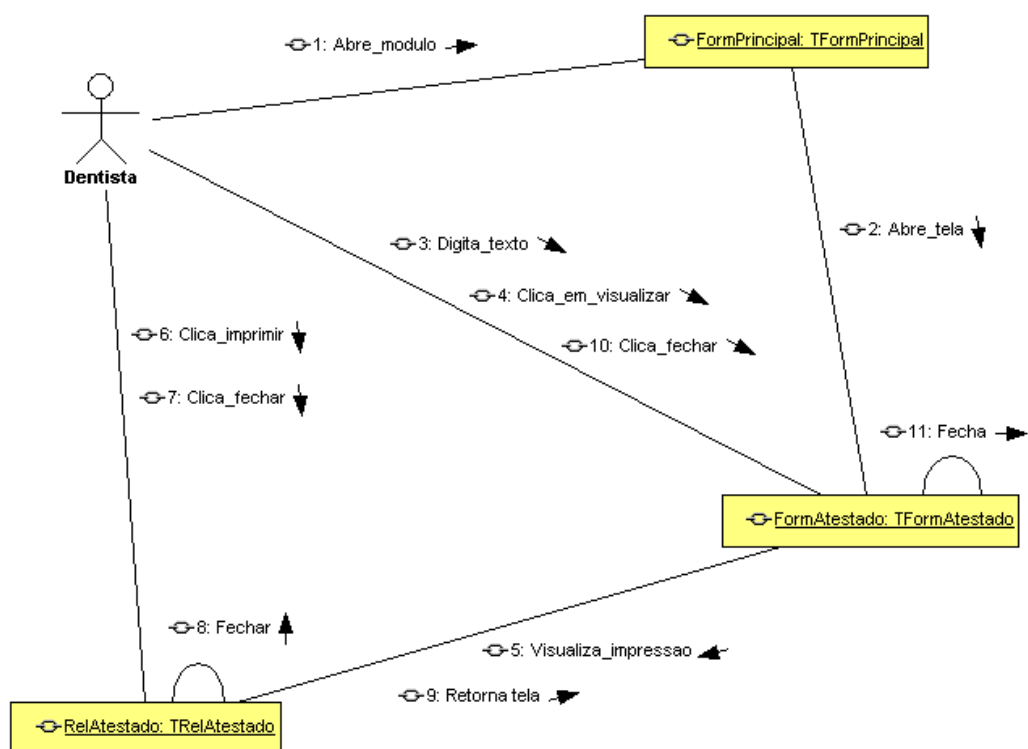 1: Abre_modulo
FormPrincipal: TFormPrincipal
Dentista
2: Abre_tela
3: Digita_texto
4: Clica_em_visualizar
6: Clica_imprimir
10: Clica_fechar
7: Clica_fechar
11: Fecha
FormAtestado: TFormAtestado
8: Fechar
5: Visualiza_impressao
9: Retorna tela
RelAtestado: TRelAtestado